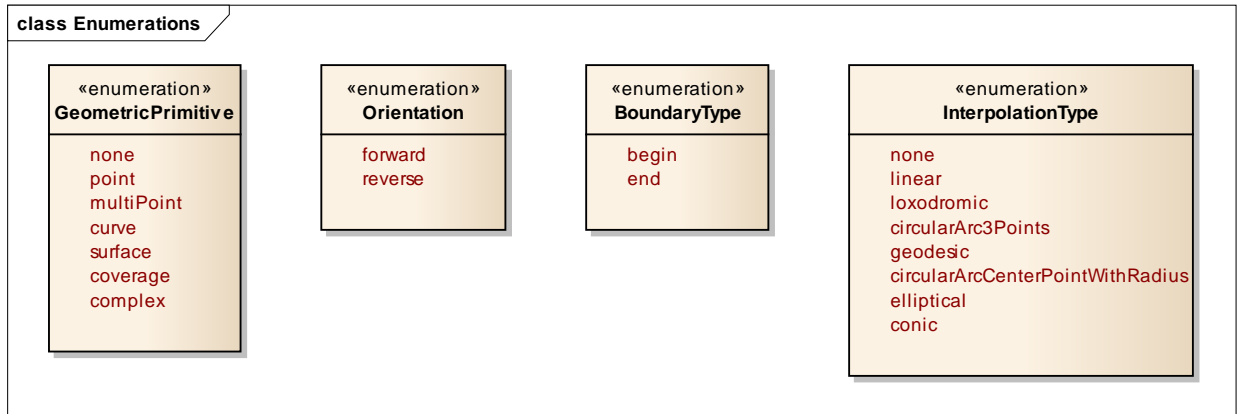 class Enumerations
«enumeration»
GeometricPrimitive
none
point
multiPoint
curve
surface
coverage
complex
«enumeration»
Orientation
forward
reverse
«enumeration»
BoundaryType
begin
end
«enumeration»
InterpolationType
none
linear
loxodromic
circularArc3Points
geodesic
circularArcCenterPointWithRadius
elliptical
conic